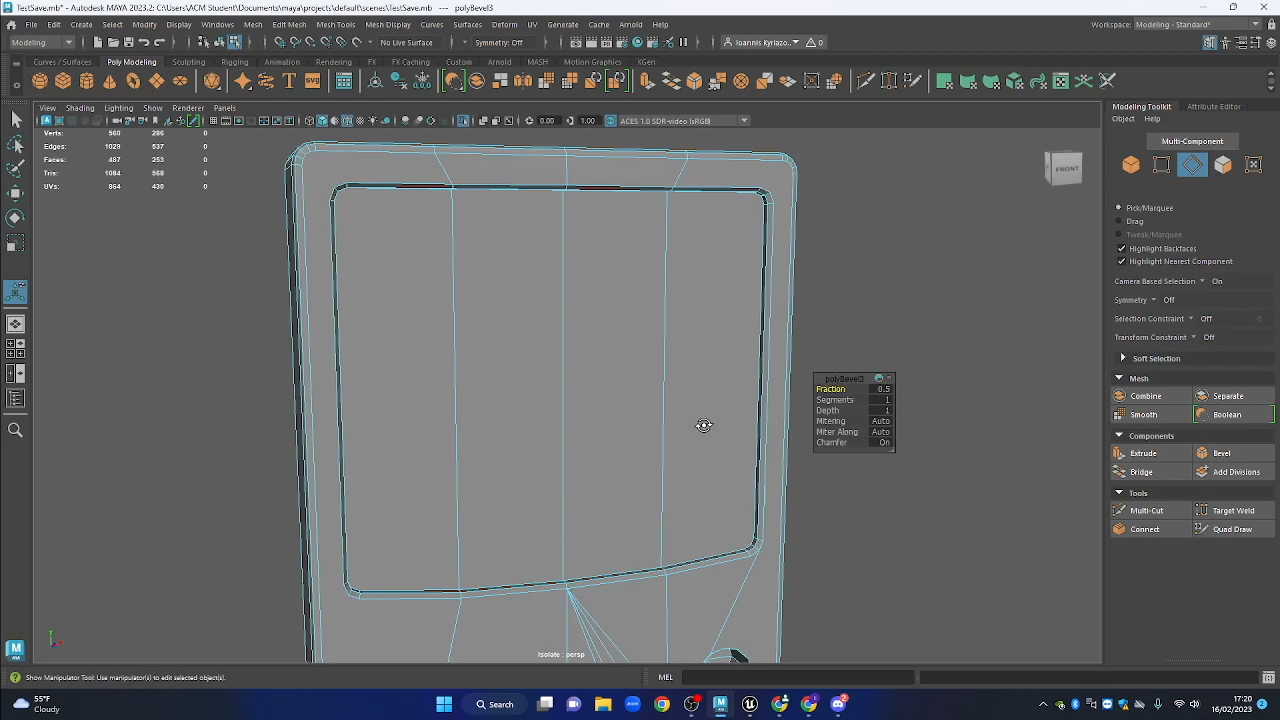 TestSave.mb* - Autodesk MAYA 2023.2: C:\Users\ACM Student\Documents\maya\projects\default\scenes\TestSave.mb --- polyBevel3
File Edit Create Select Modify Display Windows Mesh Edit Mesh Mesh Tools Mesh Display Curves Surfaces Deform UV Generate Cache Arnold Help
Workspace: Modeling - Standard*
Modeling
No Live Surface
Symmetry: Off
Ioannis Kyriazo...
0
Curves / Surfaces Poly Modeling Sculpting Rigging Animation Rendering FX FX Caching Custom Arnold MASH Motion Graphics XGen
SVG
View Shading Lighting Show Renderer Panels
0.00
1.00
ACES 1.0 SDR-video (sRGB)
Verts: 560 286 0
Edges: 1028 537 0
Faces: 487 253 0
Tris: 1084 568 0
UVs: 864 430 0
FRONT
polyBevel3
Fraction 0.5
Segments 1
Depth 1
Mitering Auto
Miter Along Auto
Chamfer On
Isolate : persp
Modeling Toolkit Attribute Editor
Object Help
Multi-Component
Pick/Marquee
Drag
Tweak/Marquee
Highlight Backfaces
Highlight Nearest Component
Camera Based Selection On
Symmetry Off
Selection Constraint Off 0
Transform Constraint Off
Soft Selection
Mesh
Combine Separate
Smooth Boolean
Components
Extrude Bevel
Bridge Add Divisions
Tools
Multi-Cut Target Weld
Connect Quad Draw
Show Manipulator Tool: Use manipulator(s) to edit selected object(s).
MEL
55°F
Cloudy
Search
zoom
2
17:20
16/02/2023